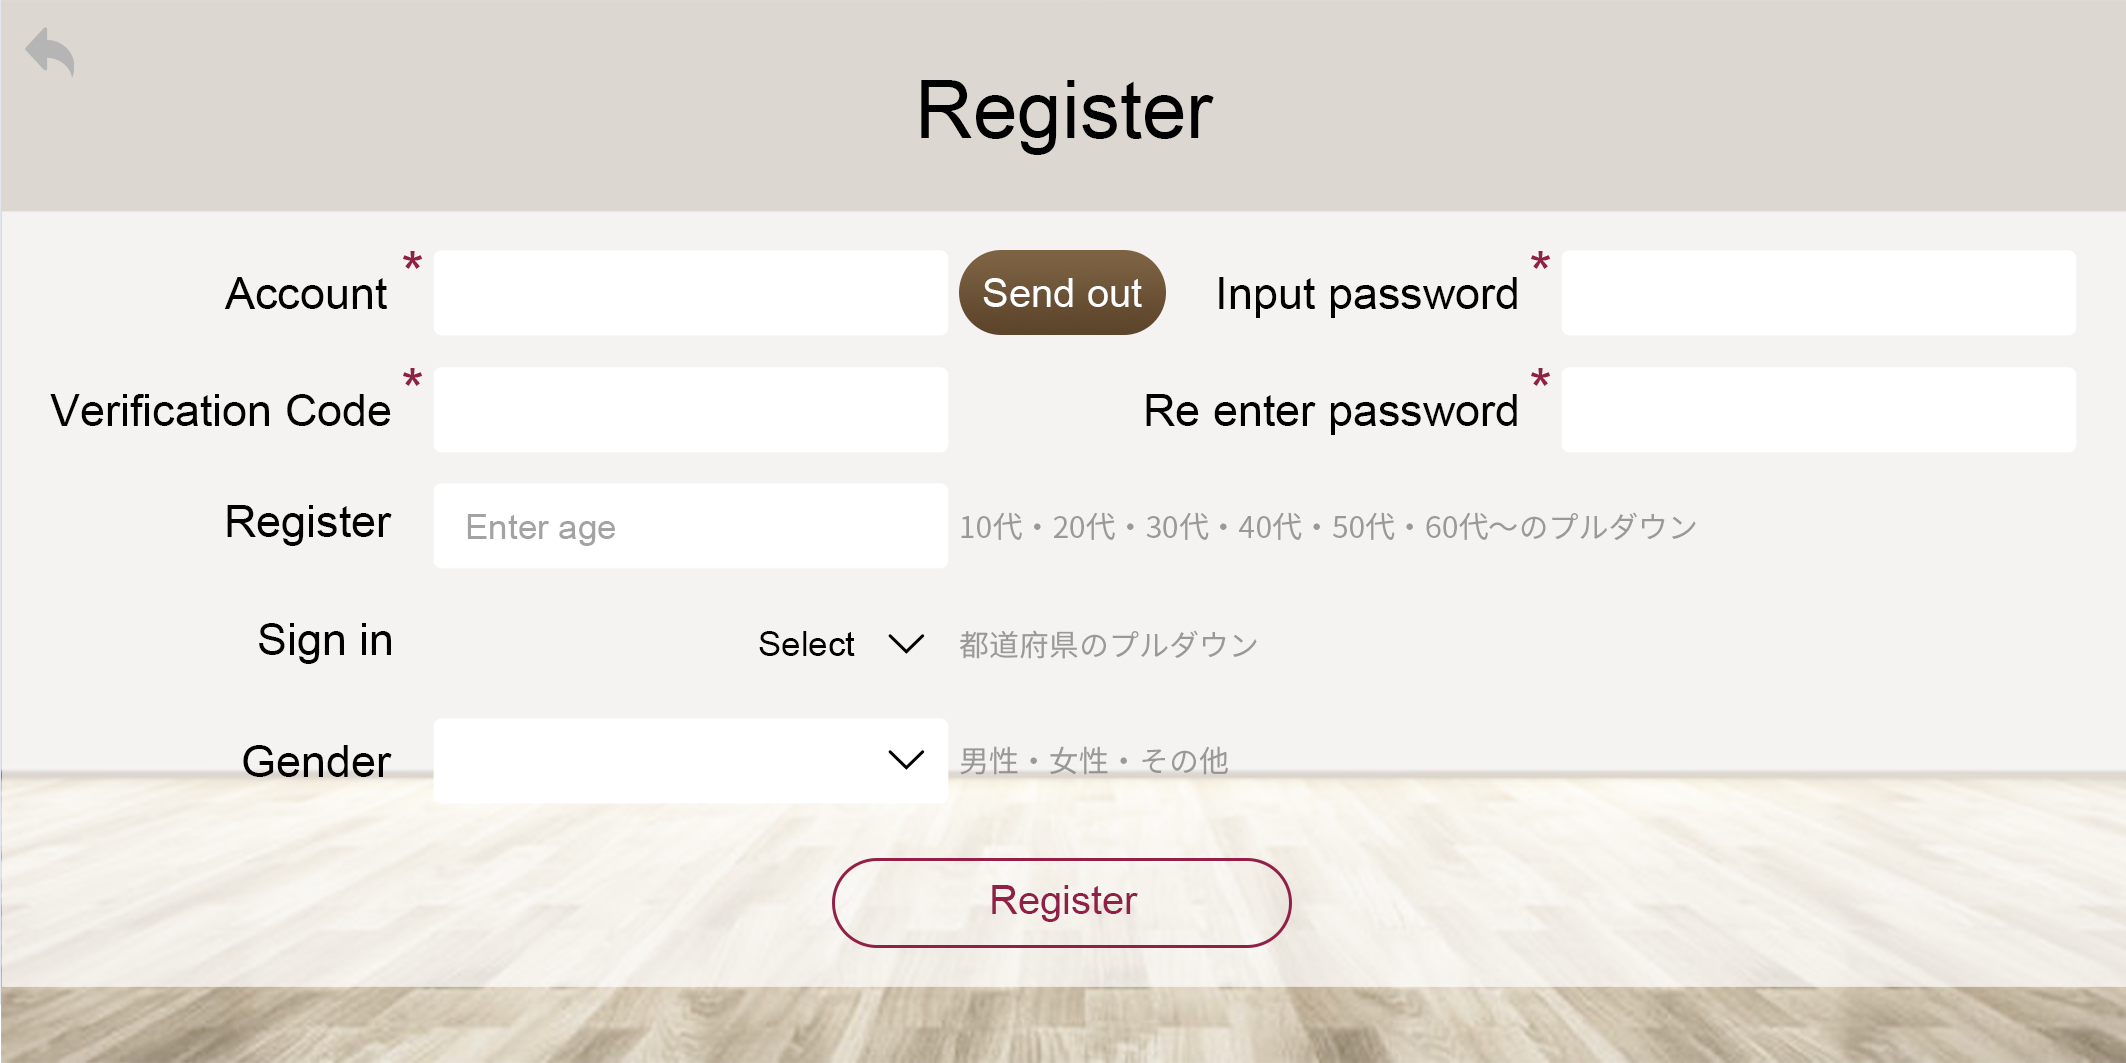 Register
Account *
Send out
Input password *
Verification Code *
Re enter password *
Register
Enter age
10代・20代・30代・40代・50代・60代～のプルダウン
Sign in
Select
都道府県のプルダウン
Gender
男性・女性・その他
Register